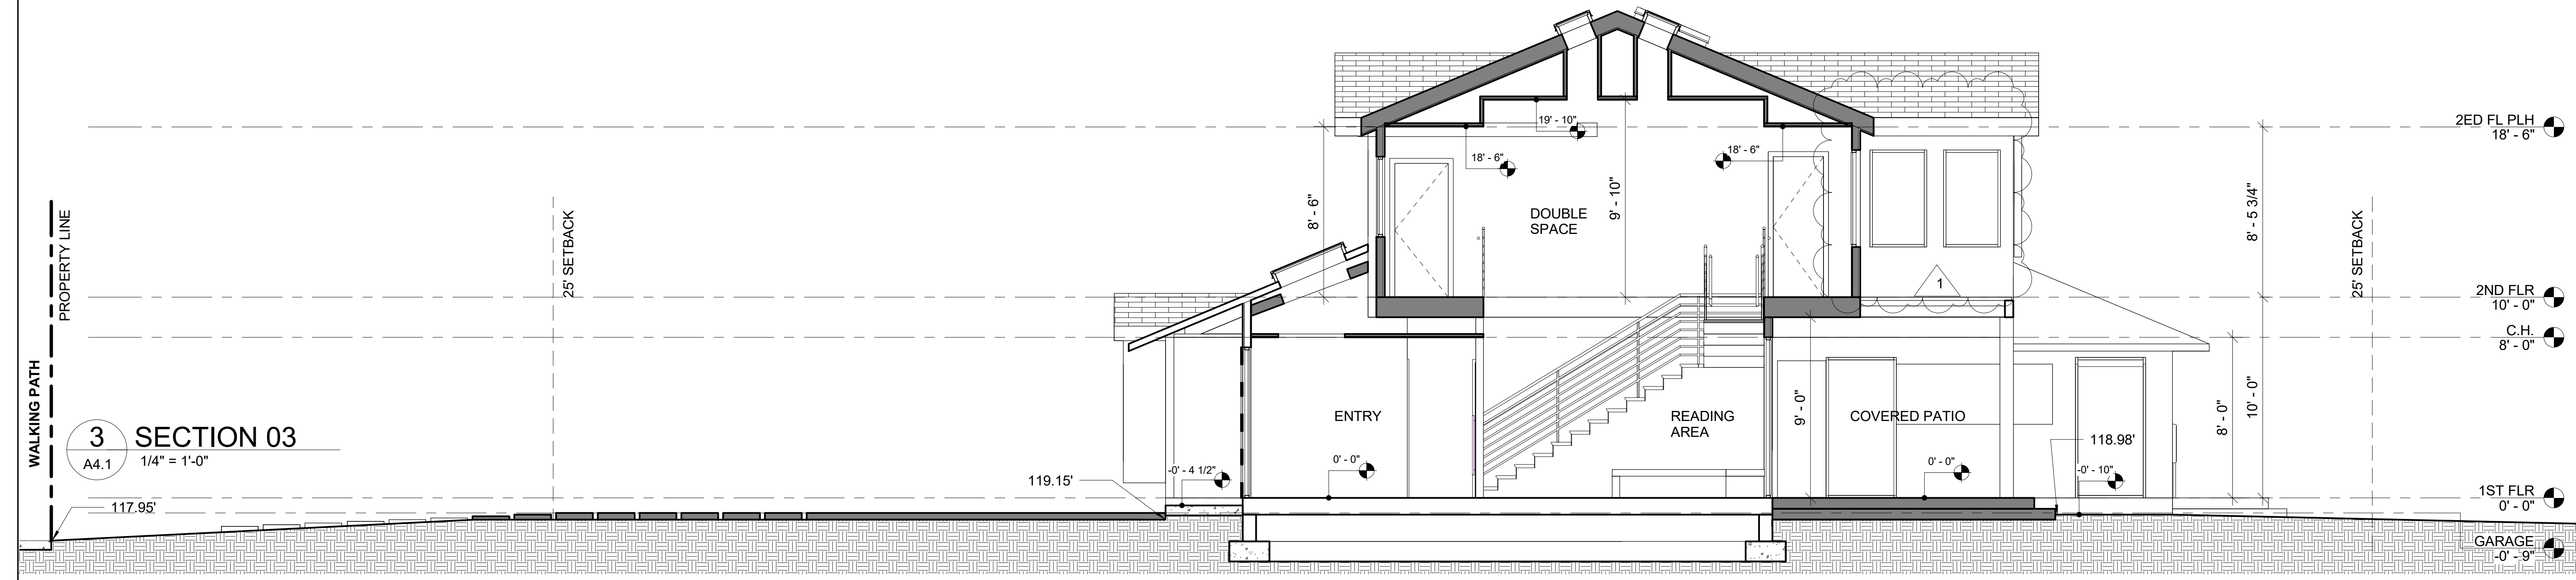 WALKING PATH
PROPERTY LINE
25' SETBACK
3
A4.1
SECTION 03
1/4" = 1'-0"
117.95'
119.15'
-0' - 4 1/2"
0' - 0"
ENTRY
8' - 6"
18' - 6"
19' - 10"
DOUBLE
SPACE
9' - 10"
18' - 6"
READING
AREA
9' - 0"
COVERED PATIO
0' - 0"
1
118.98'
-0' - 10"
8' - 0"
8' - 5 3/4"
10' - 0"
25' SETBACK
2ED FL PLH
18' - 6"
2ND FLR
10' - 0"
C.H.
8' - 0"
1ST FLR
0' - 0"
GARAGE
-0' - 9"